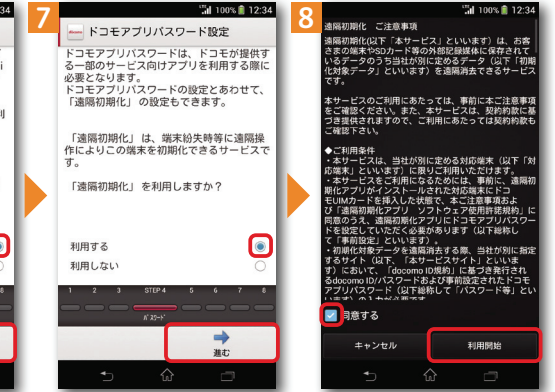 34
7
100% 12:34
ドコモアプリパスワード設定
ドコモアプリパスワードは、ドコモが提供す
る一部のサービス向けアプリを利用する際に
必要となります。
ドコモアプリパスワードの設定とあわせて、
「遠隔初期化」 の設定もできます。
「遠隔初期化」 は、端末紛失時等に遠隔操
作によりこの端末を初期化できるサービスで
す。
「遠隔初期化」 を利用しますか？
利用する
利用しない
1 2 3 STEP 4 5 6 7 8
ﾊﾟｽﾜｰﾄﾞ
進む
8
100% 12:34
遠隔初期化 ご注意事項
遠隔初期化(以下「本サービス」といいます）は、お客
さまの端末やSDカード等の外部記録媒体に保存されて
いるデータのうち当社が別に定めるデータ（以下「初期
化対象データ」といいます）を遠隔消去できるサービス
です。
本サービスのご利用にあたっては、事前に本ご注意事項
をご確認ください。また、本サービスは、契約約款に基
づき提供されますので、ご利用にあたっては契約約款も
ご確認下さい。
◆ご利用条件
・本サービスは、当社が別に定める対応端末（以下「対
応端末」といいます）に限りご利用いただけます。
・本サービスをご利用になるためには、事前に、遠隔初
期化アプリがインストールされた対応端末にドコ
モUIMカードを挿入した状態で、本ご注意事項およ
び「遠隔初期化アプリ ソフトウェア使用許諾規約」に
同意のうえ、遠隔初期化アプリにドコモアプリパスワー
ドを設定していただく必要があります（以下総称し
て「事前設定」といいます）。
・初期化対象データを遠隔消去する際、当社が別に指定
するサイト（以下、「本サービスサイト」といいま
す）において、「docomo ID規約」に基づき発行され
るdocomo ID/パスワードおよび事前設定されたドコモ
アプリパスワード（以下総称して「パスワード等」とい
います）の入力が必要です。
同意する
キャンセル 利用開始